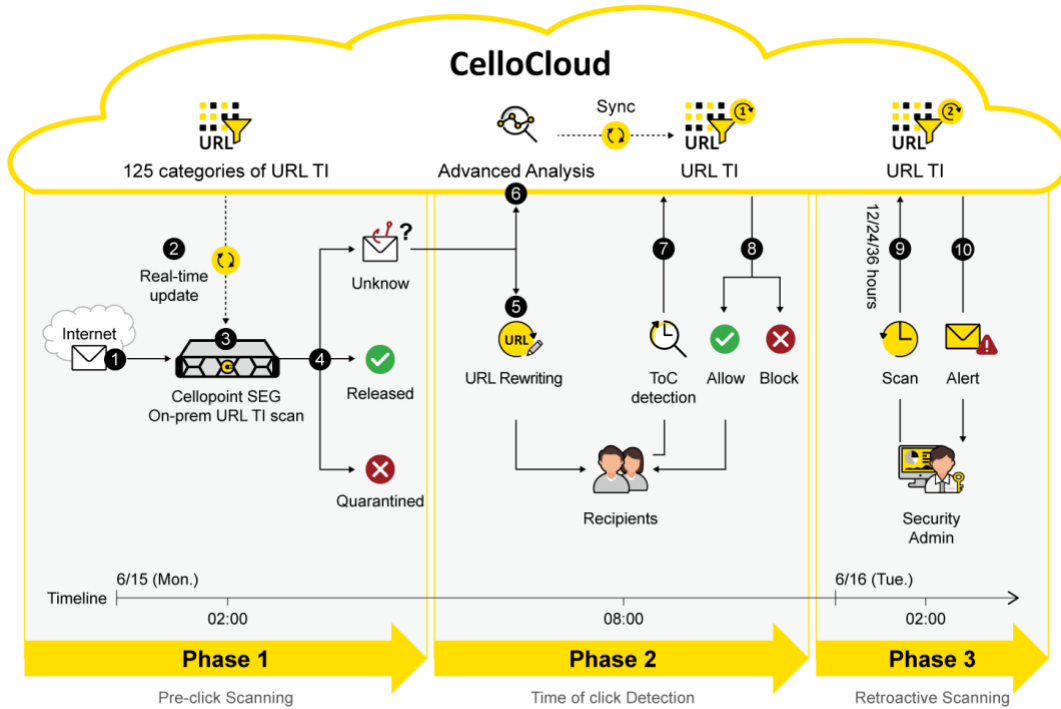 CelloCloud
URL
125 categories of URL TI
Advanced Analysis
Sync
1
URL
URL TI
2
URL
URL TI
2
Real-time
update
Internet
1
3
Cellopoint SEG
On-prem URL TI scan
4
?
Unknow
Released
Quarantined
6
5
URL
URL Rewriting
7
ToC
detection
8
Allow
Block
Recipients
12/24/36 hours
9
10
Scan
Alert
Security
Admin
Timeline
6/15 (Mon.)
02:00
08:00
6/16 (Tue.)
02:00
Phase 1
Phase 2
Phase 3
Pre-click Scanning
Time of click Detection
Retroactive Scanning